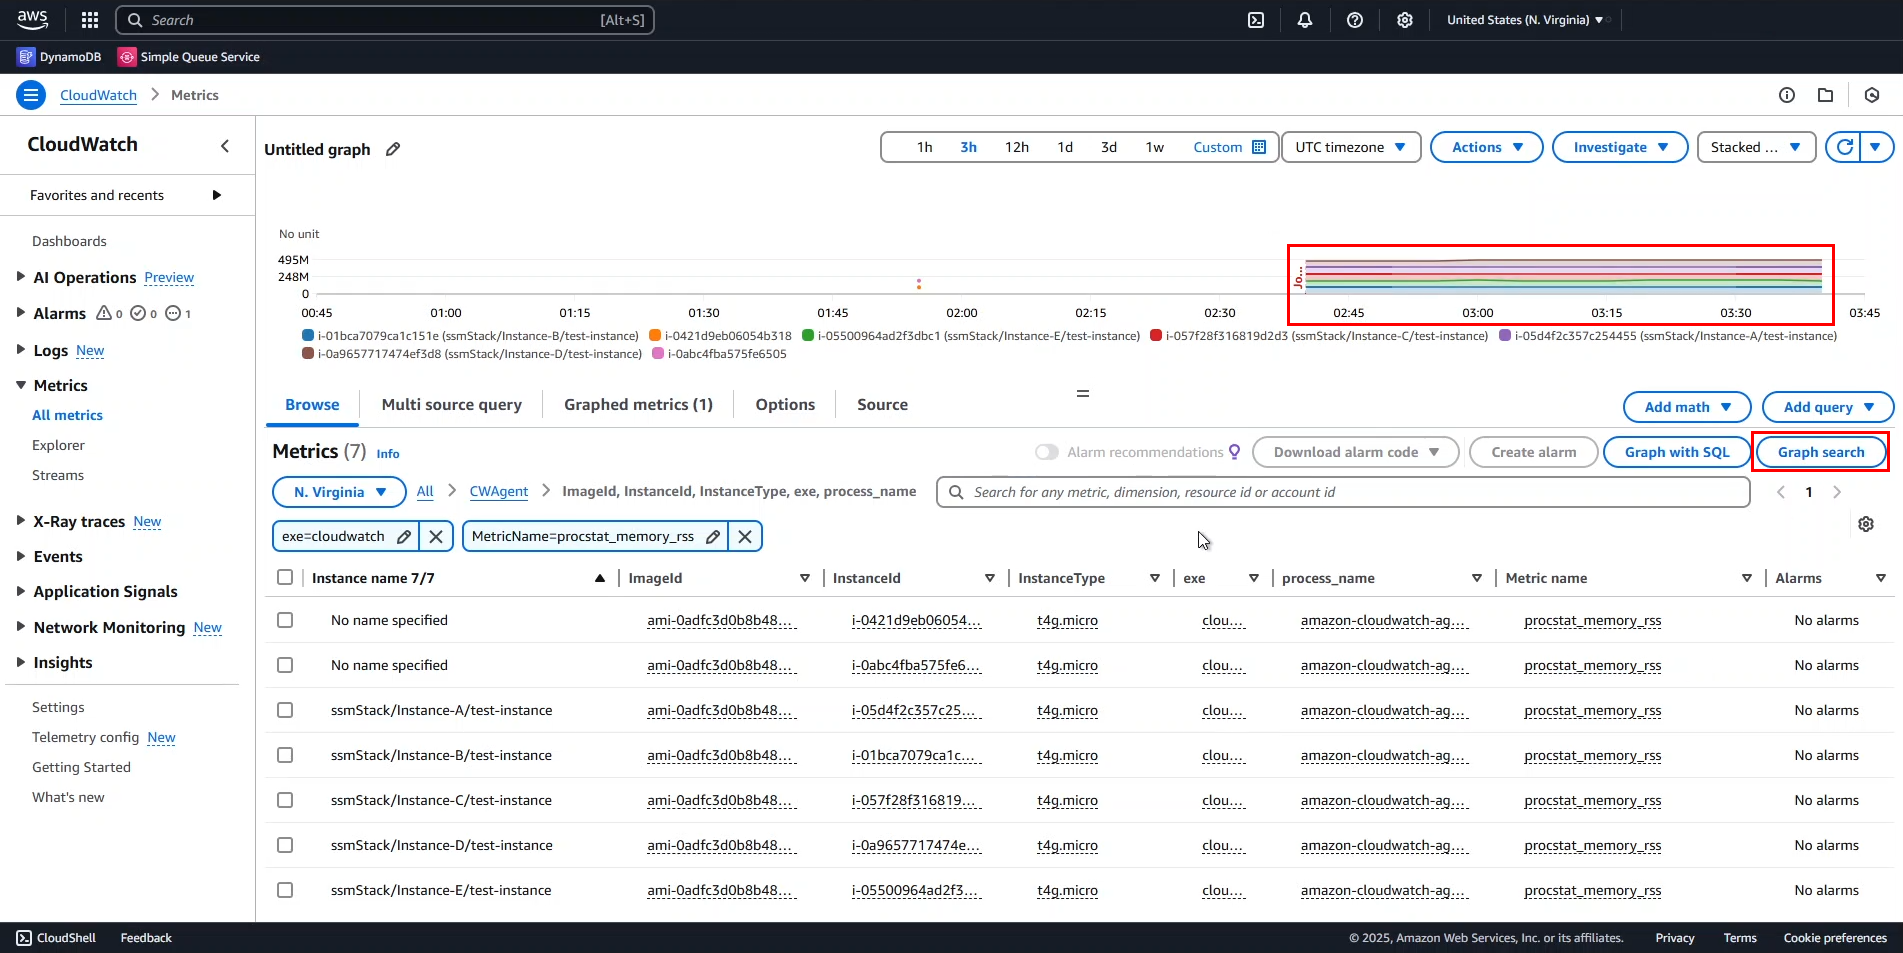 aws Search [Alt+S] United States (N. Virginia)
DynamoDB Simple Queue Service
CloudWatch Metrics
CloudWatch
Favorites and recents
Dashboards
AI Operations Preview
Alarms 0 0 1
Logs New
Metrics
All metrics
Explorer
Streams
X-Ray traces New
Events
Application Signals
Network Monitoring New
Insights
Settings
Telemetry config New
Getting Started
What's new
Untitled graph
1h 3h 12h 1d 3d 1w Custom UTC timezone Actions Investigate Stacked ...
No unit
495M
248M
0
Jo...
00:45 01:00 01:15 01:30 01:45 02:00 02:15 02:30 02:45 03:00 03:15 03:30 03:45
i-01bca7079ca1c151e (ssmStack/Instance-B/test-instance) i-0421d9eb06054b318 i-05500964ad2f3dbc1 (ssmStack/Instance-E/test-instance) i-057f28f316819d2d3 (ssmStack/Instance-C/test-instance) i-05d4f2c357c254455 (ssmStack/Instance-A/test-instance)
i-0a9657717474ef3d8 (ssmStack/Instance-D/test-instance) i-0abc4fba575fe6505
Browse Multi source query Graphed metrics (1) Options Source Add math Add query
Metrics (7) Info Alarm recommendations Download alarm code Create alarm Graph with SQL Graph search
N. Virginia All CWAgent ImageId, InstanceId, InstanceType, exe, process_name Search for any metric, dimension, resource id or account id 1
exe=cloudwatch MetricName=procstat_memory_rss
Instance name 7/7 ImageId InstanceId InstanceType exe process_name Metric name Alarms
No name specified ami-0adfc3d0b8b48... i-0421d9eb06054... t4g.micro clou... amazon-cloudwatch-ag... procstat_memory_rss No alarms
No name specified ami-0adfc3d0b8b48... i-0abc4fba575fe6... t4g.micro clou... amazon-cloudwatch-ag... procstat_memory_rss No alarms
ssmStack/Instance-A/test-instance ami-0adfc3d0b8b48... i-05d4f2c357c25... t4g.micro clou... amazon-cloudwatch-ag... procstat_memory_rss No alarms
ssmStack/Instance-B/test-instance ami-0adfc3d0b8b48... i-01bca7079ca1c... t4g.micro clou... amazon-cloudwatch-ag... procstat_memory_rss No alarms
ssmStack/Instance-C/test-instance ami-0adfc3d0b8b48... i-057f28f316819... t4g.micro clou... amazon-cloudwatch-ag... procstat_memory_rss No alarms
ssmStack/Instance-D/test-instance ami-0adfc3d0b8b48... i-0a9657717474e... t4g.micro clou... amazon-cloudwatch-ag... procstat_memory_rss No alarms
ssmStack/Instance-E/test-instance ami-0adfc3d0b8b48... i-05500964ad2f3... t4g.micro clou... amazon-cloudwatch-ag... procstat_memory_rss No alarms
CloudShell Feedback © 2025, Amazon Web Services, Inc. or its affiliates. Privacy Terms Cookie preferences